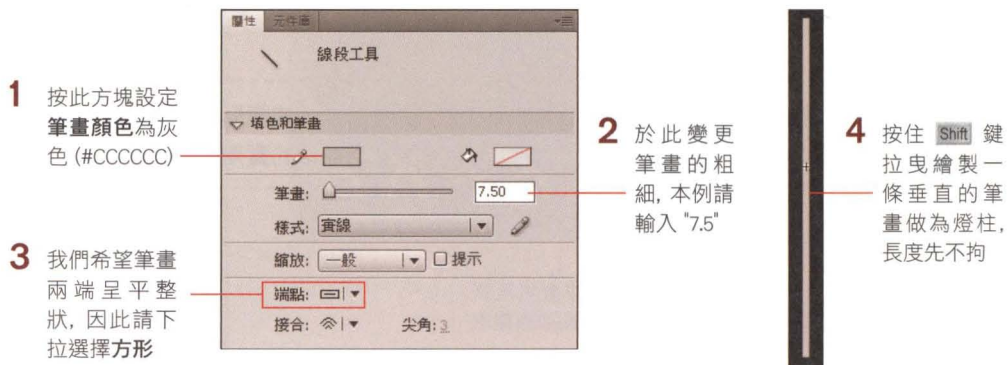 屬性 元件庫
線段工具
填色和筆畫
筆畫: 7.50
樣式: 實線
縮放: 一般 提示
端點:
接合: 尖角: 3
1 按此方塊設定
筆畫顏色為灰
色 (#CCCCCC)
2 於此變更
筆畫的粗
細, 本例請
輸入 "7.5"
3 我們希望筆畫
兩端呈平整
狀, 因此請下
拉選擇方形
4 按住 Shift 鍵
拉曳繪製一
條垂直的筆
畫做為燈柱,
長度先不拘